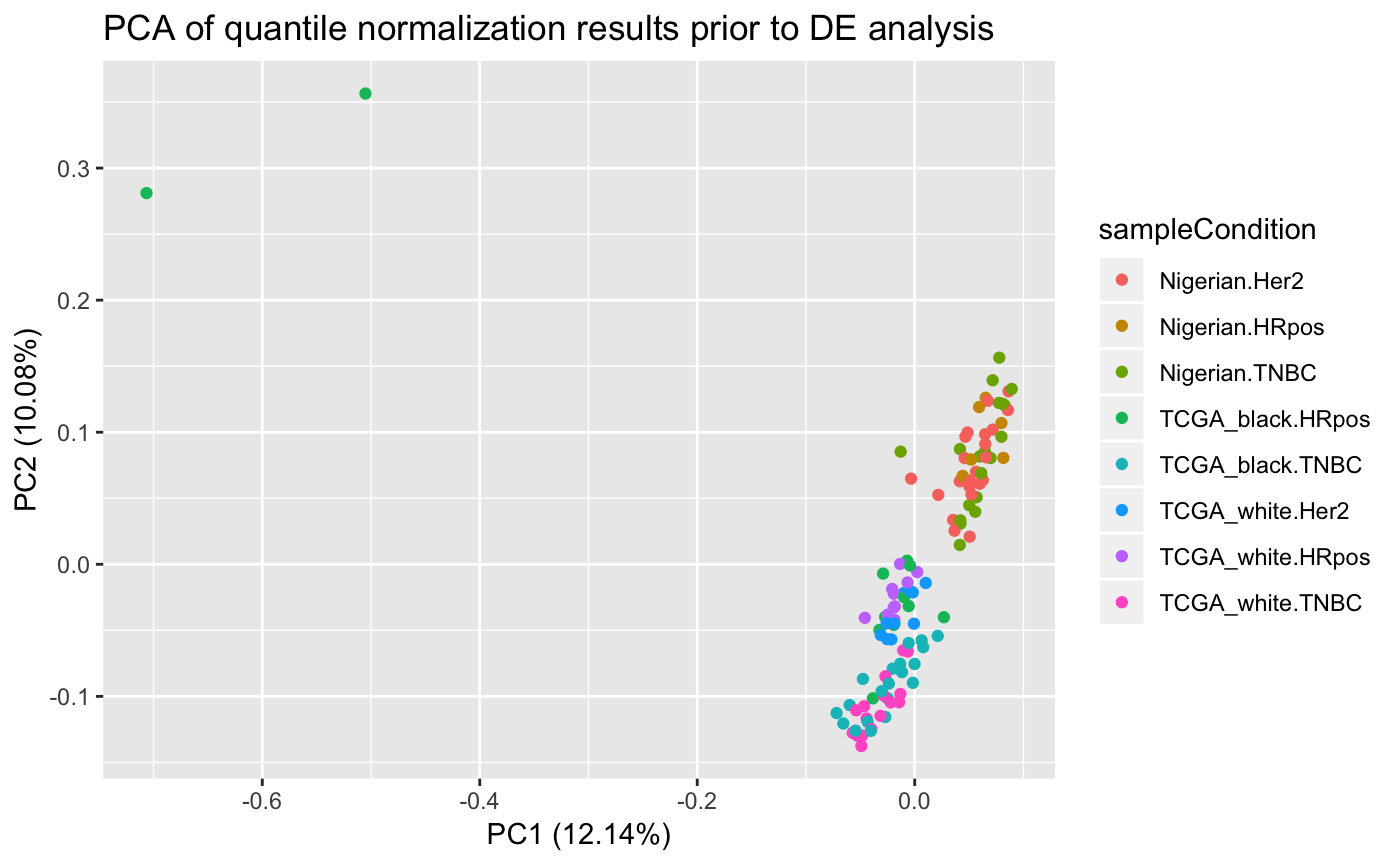 PCA of quantile normalization results prior to DE analysis
0.3
0.2
0.1
0.0
-0.1
PC2 (10.08%)
-0.6
-0.4
-0.2
0.0
PC1 (12.14%)
sampleCondition
Nigerian.Her2
Nigerian.HRpos
Nigerian.TNBC
TCGA_black.HRpos
TCGA_black.TNBC
TCGA_white.Her2
TCGA_white.HRpos
TCGA_white.TNBC